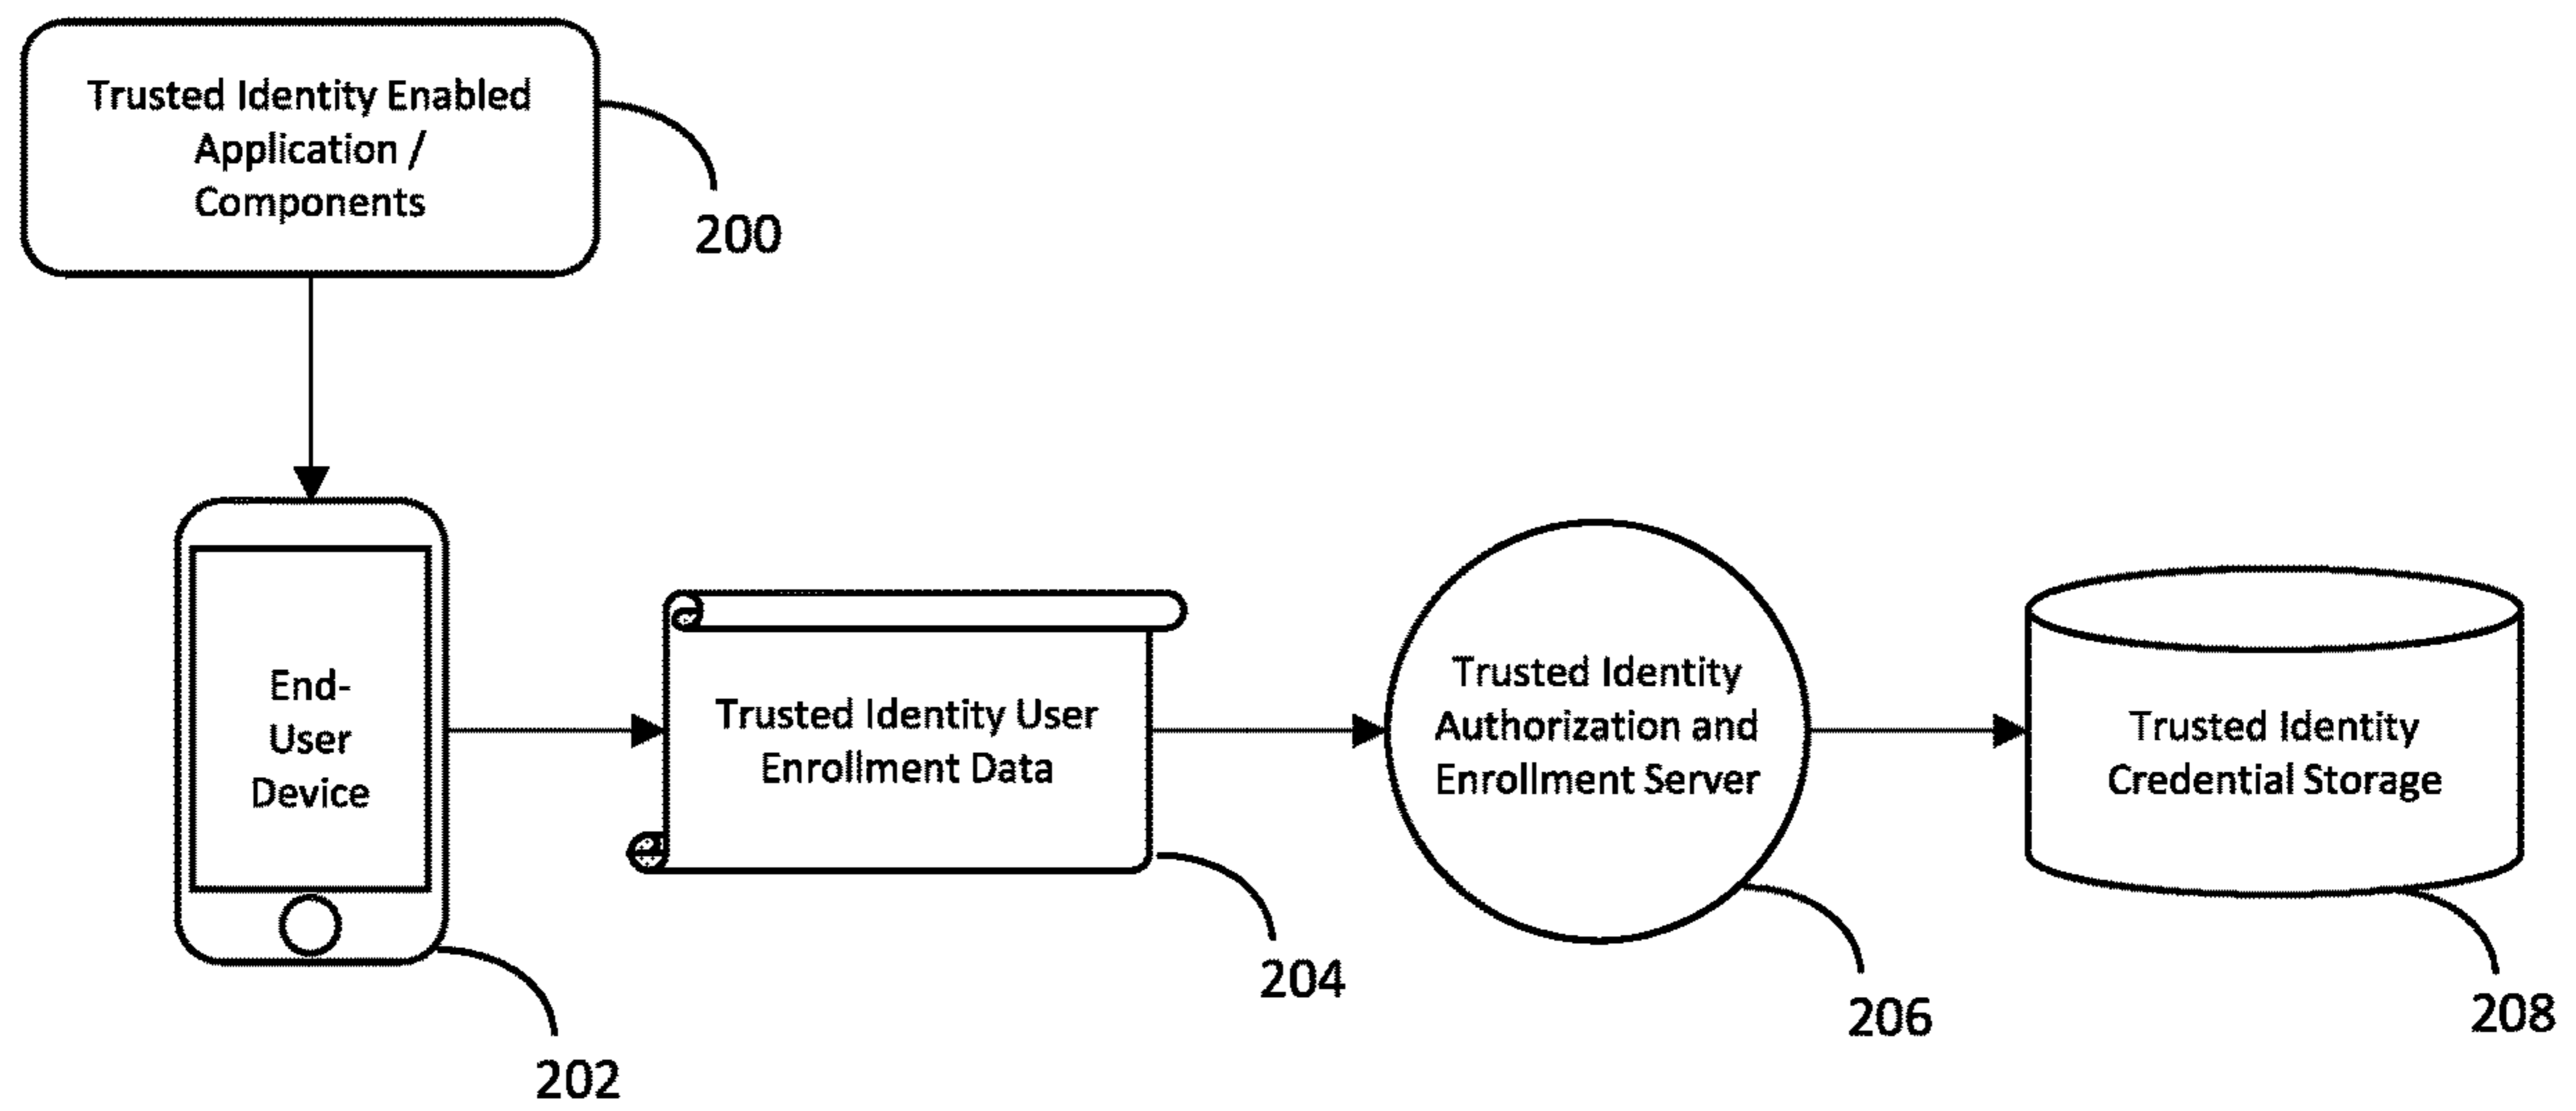 Trusted Identity Enabled
Application /
Components
200
End-
User
Device
202
Trusted Identity User
Enrollment Data
204
Trusted Identity
Authorization and
Enrollment Server
206
Trusted Identity
Credential Storage
208